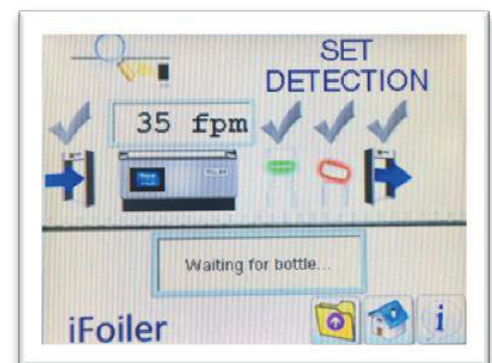 SET
DETECTION
35 fpm
Waiting for bottle...
iFoiler
i